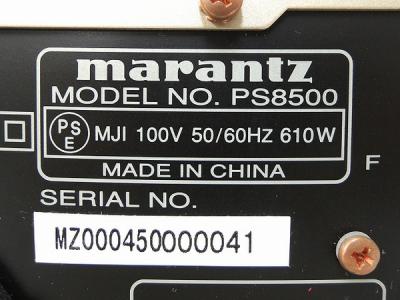 marantz
MODEL NO. PS8500
PS
E
MJI 100V 50/60HZ 610W
MADE IN CHINA
F
SERIAL NO.
MZ000450000041